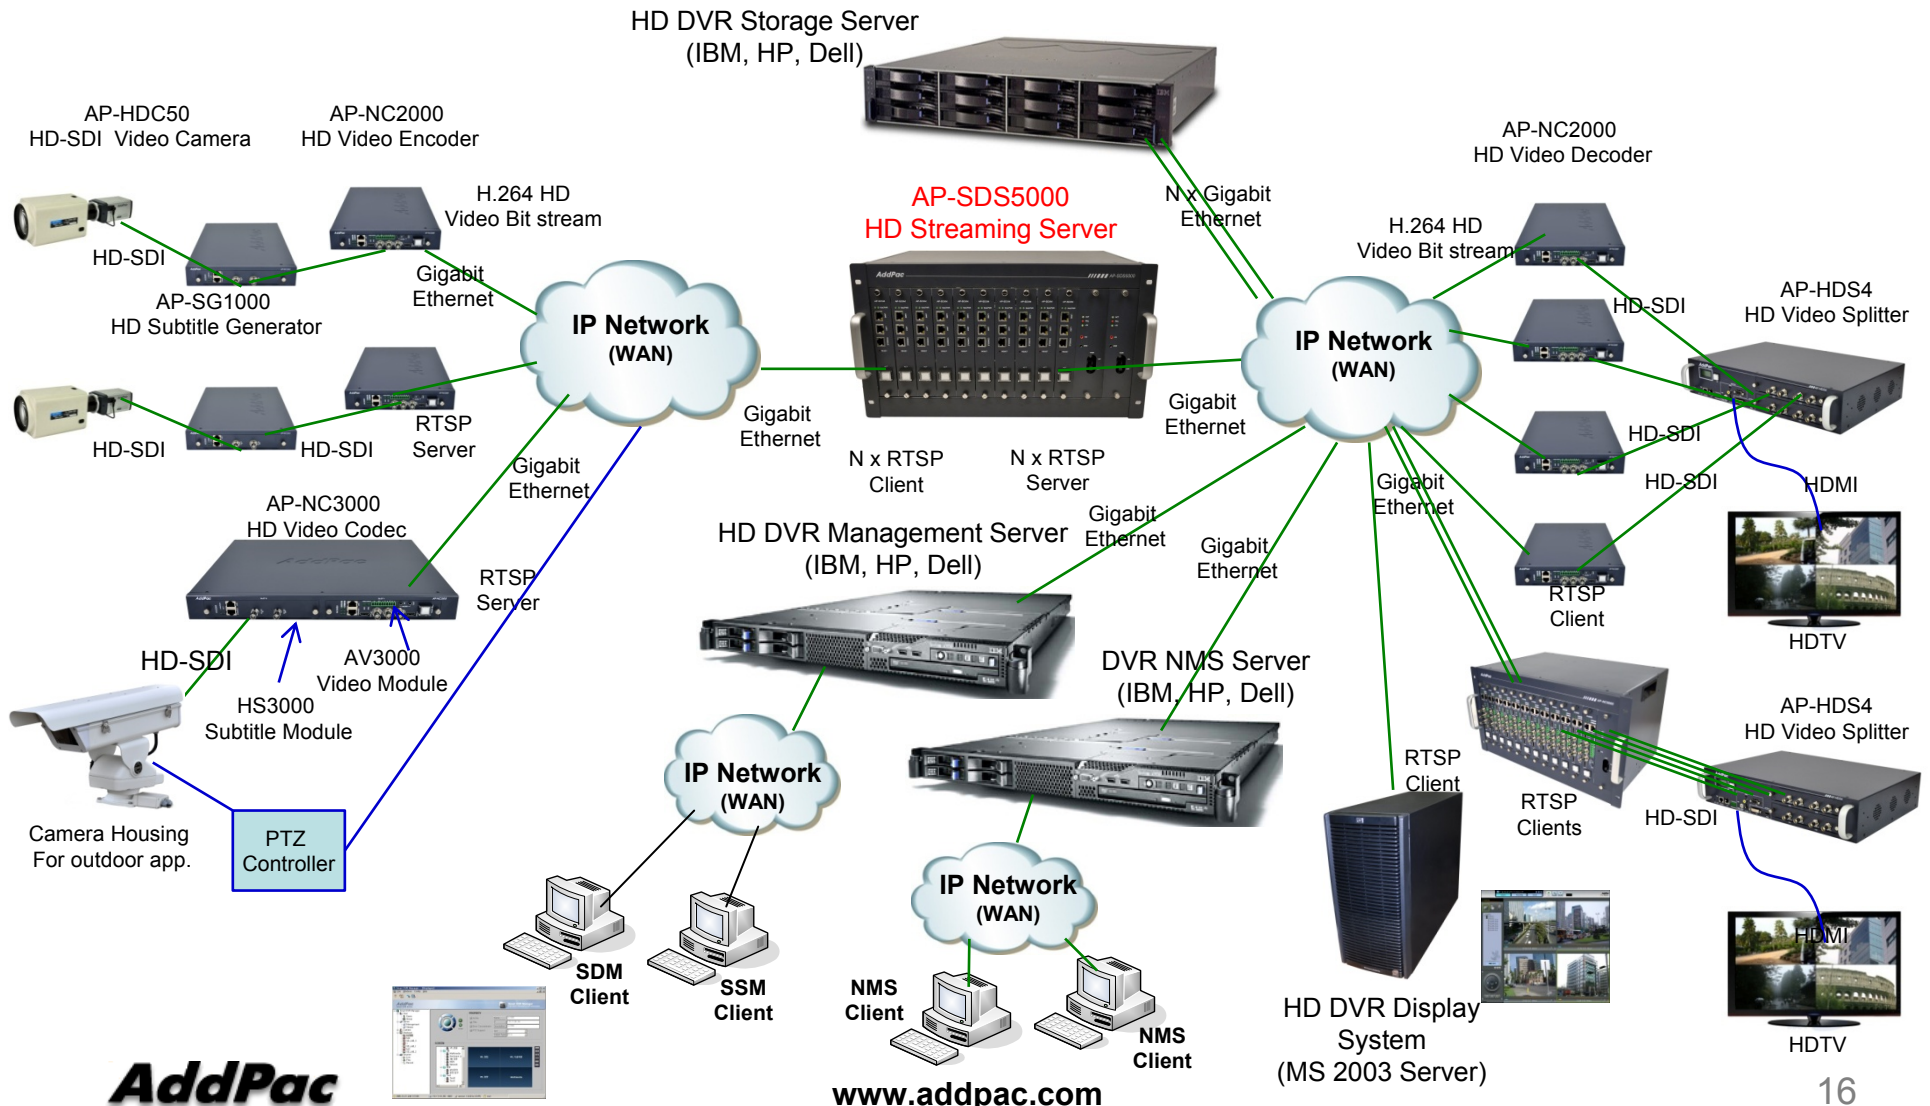 HD DVR Storage Server
(IBM, HP, Dell)
AP-HDC50
HD-SDI  Video Camera
AP-NC2000
HD Video Encoder
AP-NC2000
HD Video Decoder
H.264 HD
Video Bit stream
AP-SDS5000
HD Streaming Server
N x Gigabit
Ethernet
H.264 HD
Video Bit stream
HD-SDI
Gigabit
Ethernet
AP-SG1000
HD Subtitle Generator
AddPac
IP Network
(WAN)
IP Network
(WAN)
HD-SDI
AP-HDS4
HD Video Splitter
HD-SDI
HD-SDI
RTSP
Server
Gigabit
Ethernet
Gigabit
Ethernet
Gigabit
Ethernet
N x RTSP
Client
N x RTSP
Server
Gigabit
Ethernet
HD-SDI
HD-SDI
HDMI
AP-NC3000
HD Video Codec
AddPac
AddPac
RTSP
Server
HD DVR Management Server
(IBM, HP, Dell)
Gigabit
Ethernet
Gigabit
Ethernet
RTSP
Client
HDTV
HD-SDI
AV3000
Video Module
HS3000
Subtitle Module
DVR NMS Server
(IBM, HP, Dell)
AP-HDS4
HD Video Splitter
IP Network
(WAN)
RTSP
Client
RTSP
Clients
HD-SDI
Camera Housing
For outdoor app.
PTZ
Controller
IP Network
(WAN)
HDMI
SDM
Client
SSM
Client
NMS
Client
NMS
Client
HD DVR Display
System
(MS 2003 Server)
HDTV
AddPac
www.addpac.com
16